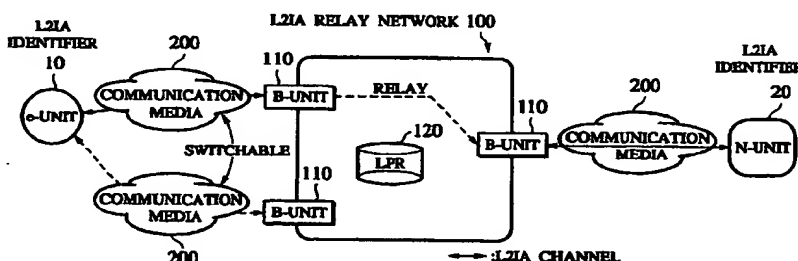 L2IA RELAY NETWORK 100
L2IA
IDENTIFIER
10
200
COMMUNICATION
MEDIA
e-UNIT
SWITCHABLE
COMMUNICATION
MEDIA
200
110
B-UNIT
RELAY
120
LPR
110
B-UNIT
110
B-UNIT
200
COMMUNICATION
MEDIA
L2IA
IDENTIFIER
20
N-UNIT
:L2IA CHANNEL